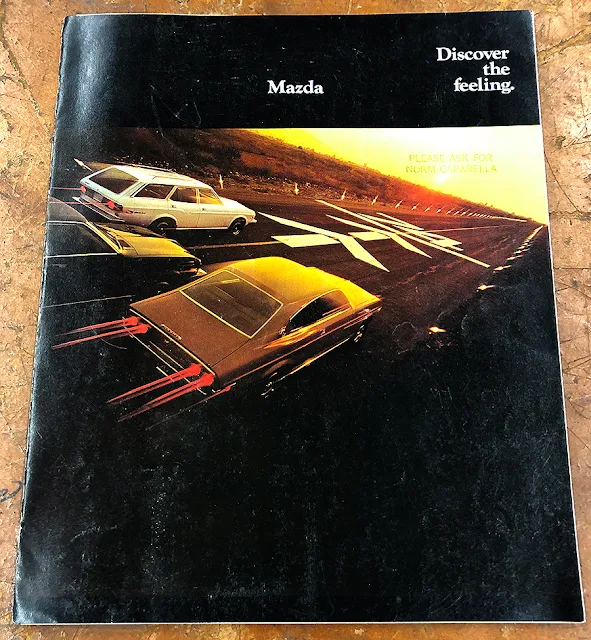 Mazda
Discover
the
feeling.
PLEASE ASK FOR
NORM CAPARELLA